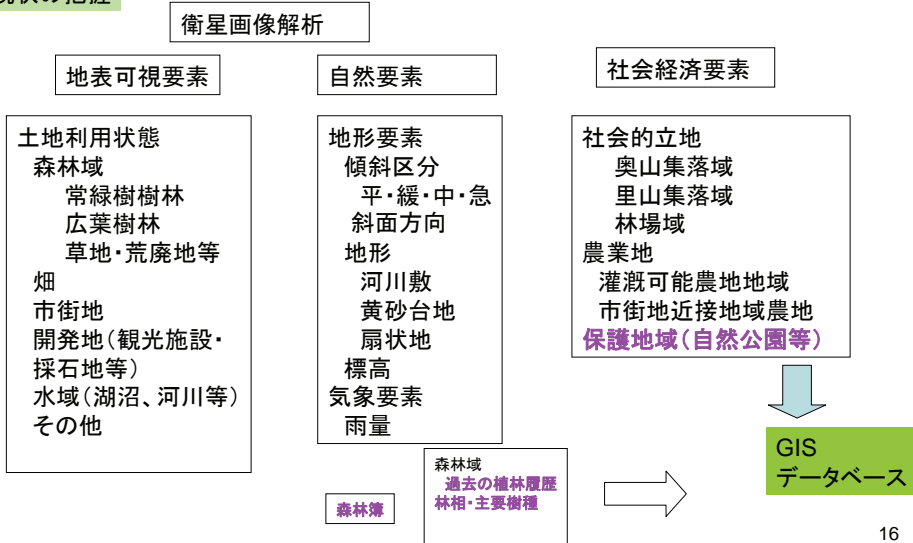 衛星画像解析
地表可視要素
自然要素
社会経済要素
土地利用状態
森林域
常緑樹樹林
広葉樹林
草地・荒廃地等
畑
市街地
開発地(観光施設・
採石地等)
水域(湖沼、河川等)
その他
地形要素
傾斜区分
平・緩・中・急
斜面方向
地形
河川敷
黄砂台地
扇状地
標高
気象要素
雨量
社会的立地
奥山集落域
里山集落域
林場域
農業地
灌漑可能農地地域
市街地近接地域農地
保護地域(自然公園等)
森林簿
森林域
過去の植林履歴
林相・主要樹種
GIS
データベース
16